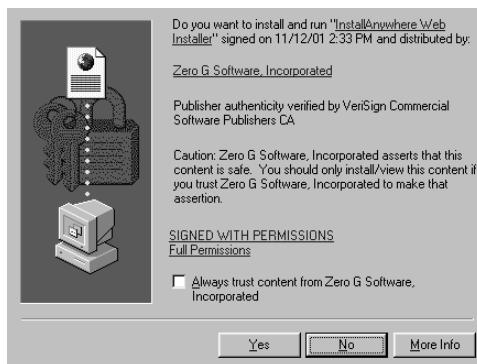 Do you want to install and run "InstallAnywhere Web
Installer" signed on 11/12/01 2:33 PM and distributed by:
Zero G Software, Incorporated
Publisher authenticity verified by VeriSign Commercial
Software Publishers CA
Caution: Zero G Software, Incorporated asserts that this
content is safe. You should only install/view this content if
you trust Zero G Software, Incorporated to make that
assertion.
SIGNED WITH PERMISSIONS
Full Permissions
Always trust content from Zero G Software,
Incorporated
Yes No More Info